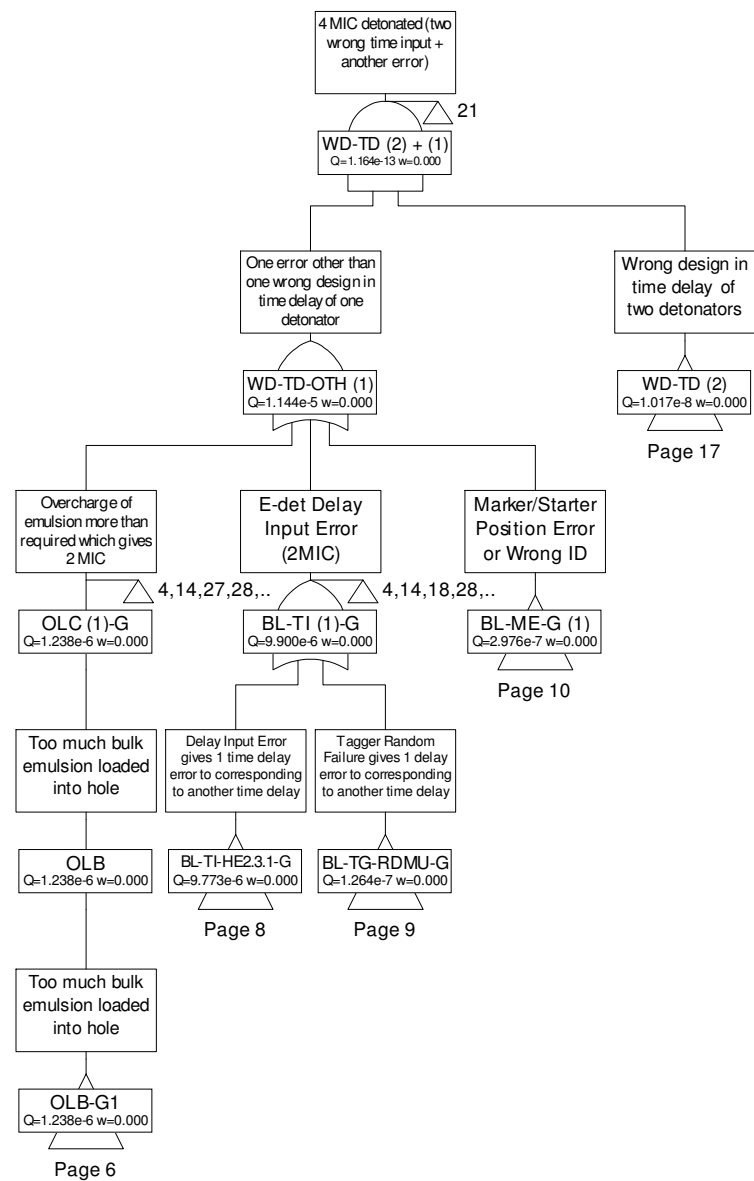 4 MIC detonated (two
wrong time input +
another error)
21
WD-TD (2) + (1)
Q=1.164e-13 w=0.000
One error other than
one wrong design in
time delay of one
detonator
Wrong design in
time delay of
two detonators
WD-TD-OTH (1)
Q=1.144e-5 w=0.000
WD-TD (2)
Q=1.017e-8 w=0.000
Page 17
Overcharge of
emulsion more than
required which gives
2 MIC
E-det Delay
Input Error
(2MIC)
Marker/Starter
Position Error
or Wrong ID
4,14,27,28,..
4,14,18,28,..
OLC (1)-G
Q=1.238e-6 w=0.000
BL-TI (1)-G
Q=9.900e-6 w=0.000
BL-ME-G (1)
Q=2.976e-7 w=0.000
Page 10
Too much bulk
emulsion loaded
into hole
Delay Input Error
gives 1 time delay
error to corresponding
to another time delay
Tagger Random
Failure gives 1 delay
error to corresponding
to another time delay
OLB
Q=1.238e-6 w=0.000
BL-TI-HE2.3.1-G
Q=9.773e-6 w=0.000
BL-TG-RDMU-G
Q=1.264e-7 w=0.000
Page 8
Page 9
Too much bulk
emulsion loaded
into hole
OLB-G1
Q=1.238e-6 w=0.000
Page 6